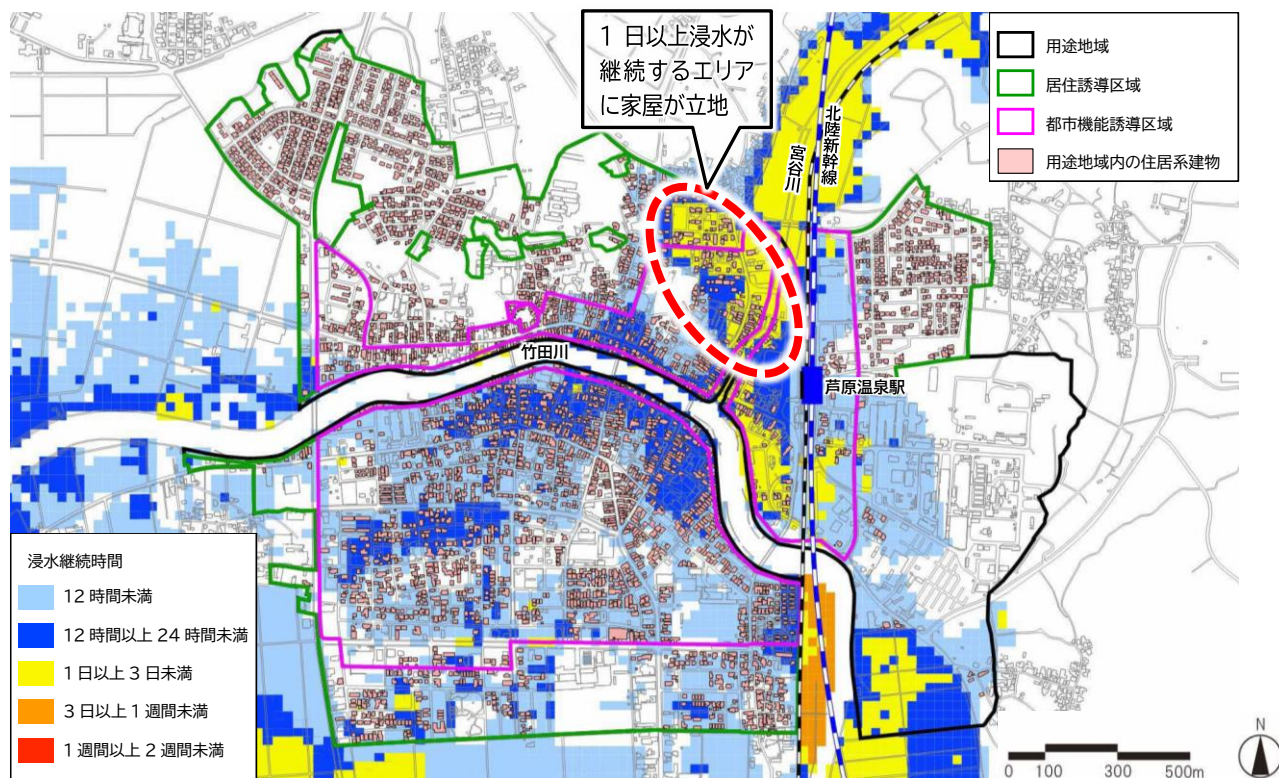 1 日以上浸水が
継続するエリア
に家屋が立地
用途地域
居住誘導区域
都市機能誘導区域
用途地域内の住居系建物
北陸新幹線
宮谷川
竹田川
芦原温泉駅
浸水継続時間
12 時間未満
12 時間以上 24 時間未満
1 日以上 3 日未満
3 日以上 1 週間未満
1 週間以上 2 週間未満
N
0 100 300 500m